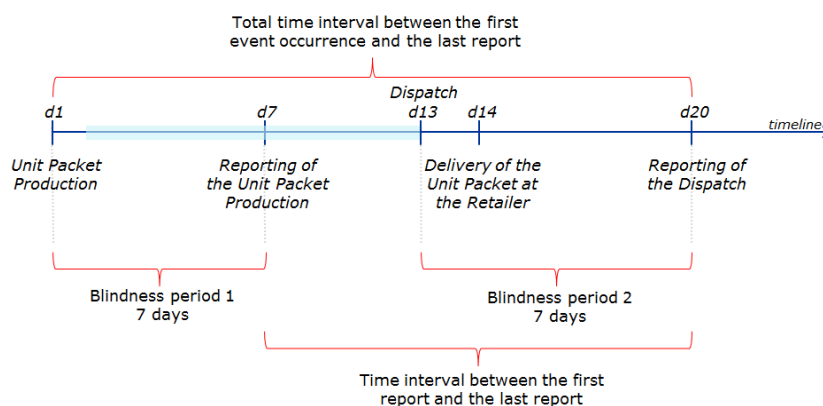 Total time interval between the first
event occurrence and the last report
Dispatch
d1
d7
d13
d14
d20
timeline
Unit Packet
Production
Reporting of
the Unit Packet
Production
Delivery of the
Unit Packet at
the Retailer
Reporting of
the Dispatch
Blindness period 1
7 days
Blindness period 2
7 days
Time interval between the first
report and the last report